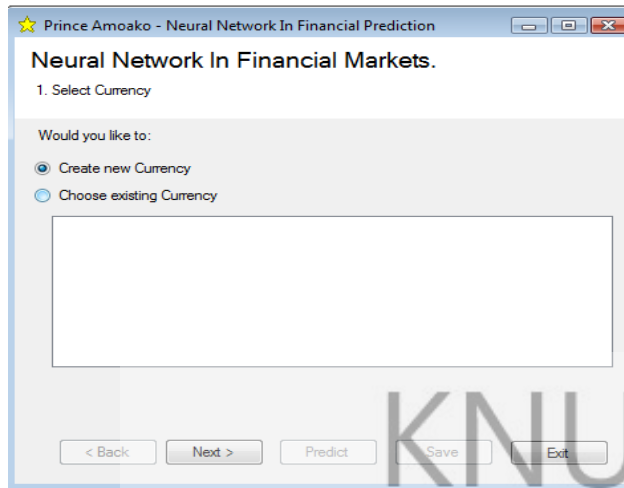 Prince Amoako - Neural Network In Financial Prediction
Neural Network In Financial Markets.
1. Select Currency
Would you like to:
Create new Currency
Choose existing Currency
< Back Next > Predict Save Exit
KNU